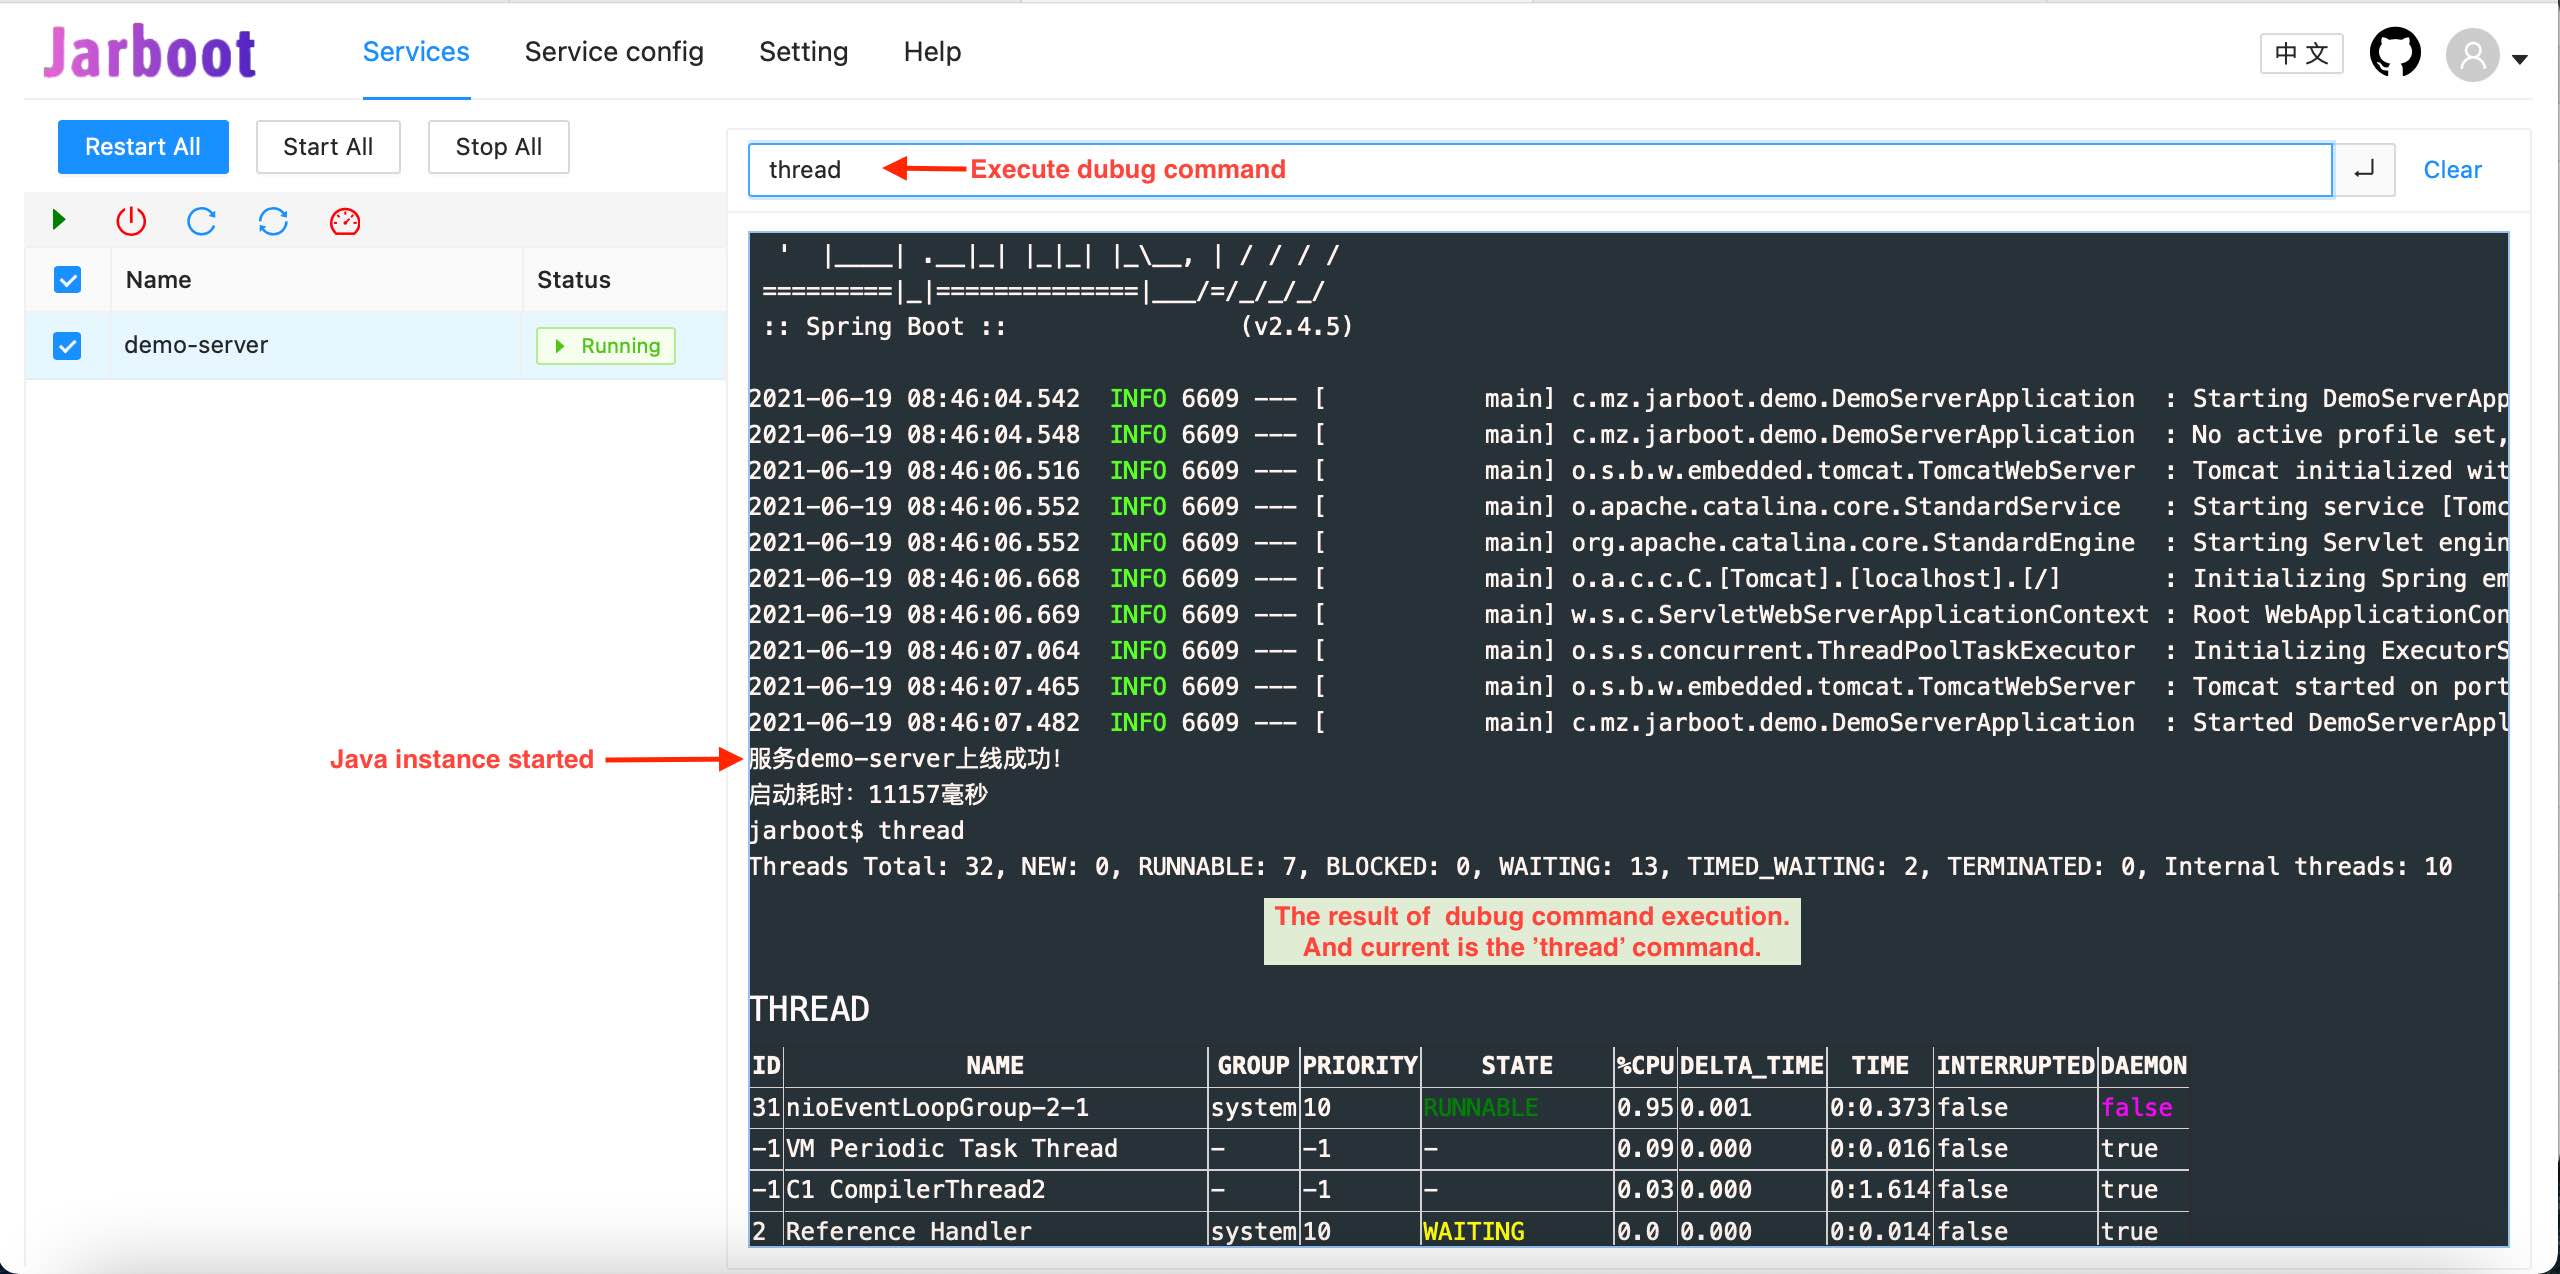 Jarboot
Services
Service config
Setting
Help
中 文
Restart All
Start All
Stop All
thread
Execute dubug command
Clear
Name
Status
demo-server
Running
'  |____| .__|_| |_|_| |_\__, | / / / /
=========|_|==============|___/=/_/_/_/
:: Spring Boot ::                (v2.4.5)
2021-06-19 08:46:04.542  INFO 6609 --- [           main] c.mz.jarboot.demo.DemoServerApplication  : Starting DemoServerApp
2021-06-19 08:46:04.548  INFO 6609 --- [           main] c.mz.jarboot.demo.DemoServerApplication  : No active profile set,
2021-06-19 08:46:06.516  INFO 6609 --- [           main] o.s.b.w.embedded.tomcat.TomcatWebServer  : Tomcat initialized wit
2021-06-19 08:46:06.552  INFO 6609 --- [           main] o.apache.catalina.core.StandardService   : Starting service [Tomc
2021-06-19 08:46:06.552  INFO 6609 --- [           main] org.apache.catalina.core.StandardEngine  : Starting Servlet engin
2021-06-19 08:46:06.668  INFO 6609 --- [           main] o.a.c.c.C.[Tomcat].[localhost].[/]       : Initializing Spring em
2021-06-19 08:46:06.669  INFO 6609 --- [           main] w.s.c.ServletWebServerApplicationContext : Root WebApplicationCon
2021-06-19 08:46:07.064  INFO 6609 --- [           main] o.s.s.concurrent.ThreadPoolTaskExecutor  : Initializing ExecutorS
2021-06-19 08:46:07.465  INFO 6609 --- [           main] o.s.b.w.embedded.tomcat.TomcatWebServer  : Tomcat started on port
2021-06-19 08:46:07.482  INFO 6609 --- [           main] c.mz.jarboot.demo.DemoServerApplication  : Started DemoServerAppl
Java instance started
服务demo-server上线成功!
启动耗时：11157毫秒
jarboot$ thread
Threads Total: 32, NEW: 0, RUNNABLE: 7, BLOCKED: 0, WAITING: 13, TIMED_WAITING: 2, TERMINATED: 0, Internal threads: 10
The result of  dubug command execution.
And current is the ’thread’ command.
THREAD
ID NAME GROUP PRIORITY STATE %CPU DELTA_TIME TIME INTERRUPTED DAEMON
31 nioEventLoopGroup-2-1 system 10 RUNNABLE 0.95 0.001 0:0.373 false false
-1 VM Periodic Task Thread - -1 - 0.09 0.000 0:0.016 false true
-1 C1 CompilerThread2 - -1 - 0.03 0.000 0:1.614 false true
2 Reference Handler system 10 WAITING 0.0 0.000 0:0.014 false true